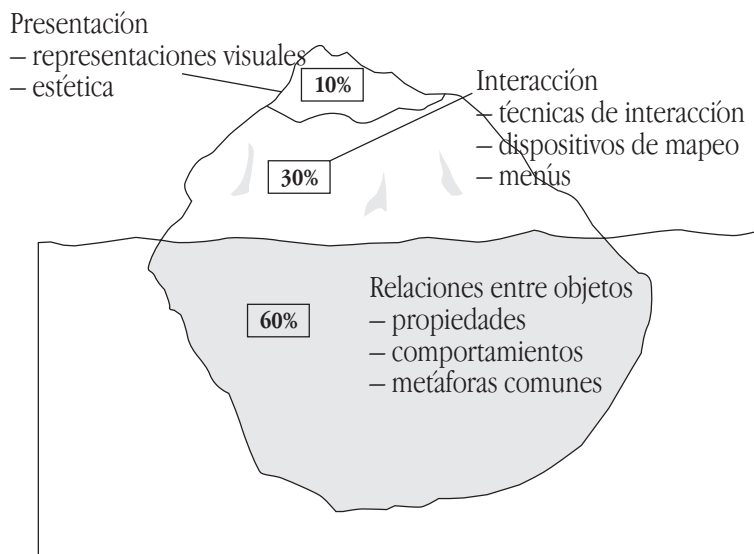 Presentación
– representaciones visuales
– estética
10%
Interacción
– técnicas de interacción
– dispositivos de mapeo
– menús
30%
60%
Relaciones entre objetos
– propiedades
– comportamientos
– metáforas comunes